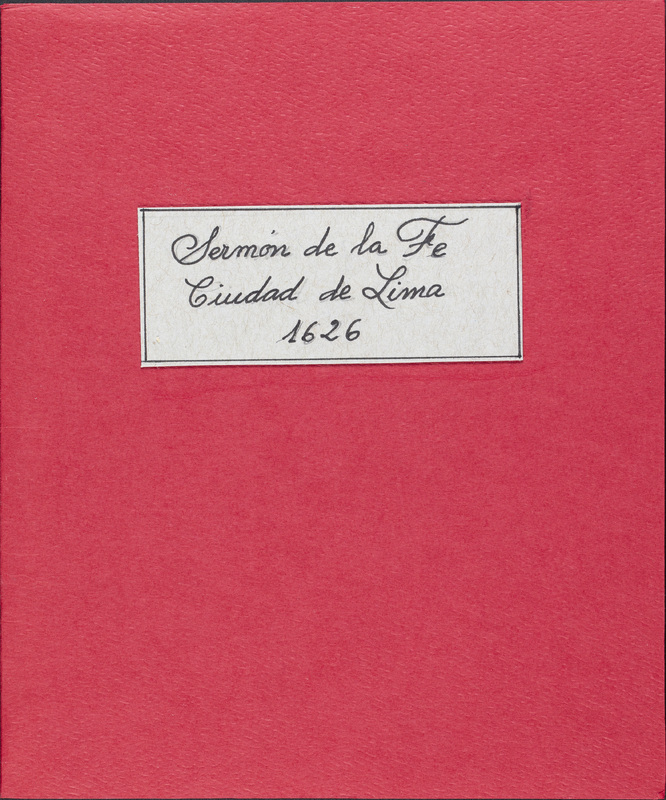 Sermón de la Fe
Ciudad de Lima
1626